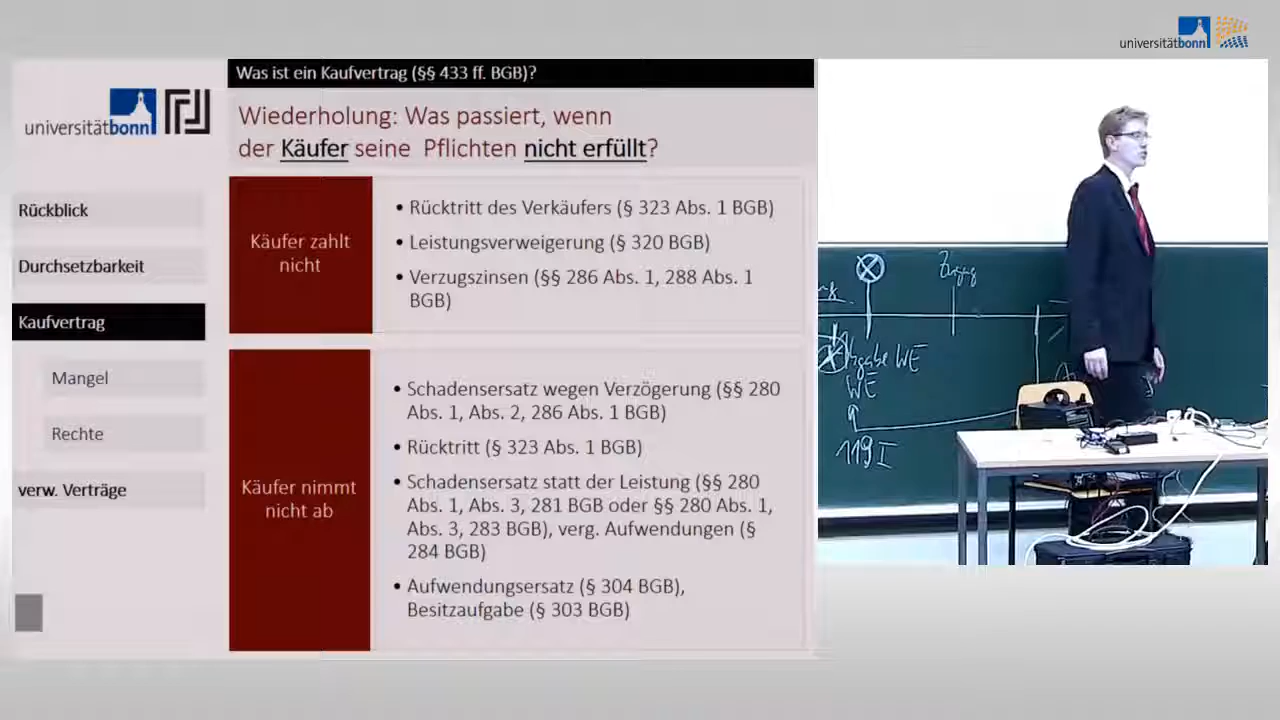 universitätbonn
Was ist ein Kaufvertrag (§§ 433 ff. BGB)?
universitätbonn
Wiederholung: Was passiert, wenn
der Käufer seine Pflichten nicht erfüllt?
Rückblick
Durchsetzbarkeit
Kaufvertrag
Mangel
Rechte
verw. Verträge
Käufer zahlt
nicht
• Rücktritt des Verkäufers (§ 323 Abs. 1 BGB)
• Leistungsverweigerung (§ 320 BGB)
• Verzugszinsen (§§ 286 Abs. 1, 288 Abs. 1
BGB)
Käufer nimmt
nicht ab
• Schadensersatz wegen Verzögerung (§§ 280
Abs. 1, Abs. 2, 286 Abs. 1 BGB)
• Rücktritt (§ 323 Abs. 1 BGB)
• Schadensersatz statt der Leistung (§§ 280
Abs. 1, Abs. 3, 281 BGB oder §§ 280 Abs. 1,
Abs. 3, 283 BGB), verg. Aufwendungen (§
284 BGB)
• Aufwendungsersatz (§ 304 BGB),
Besitzaufgabe (§ 303 BGB)
Zugang
Abgabe WE
WE
119 I